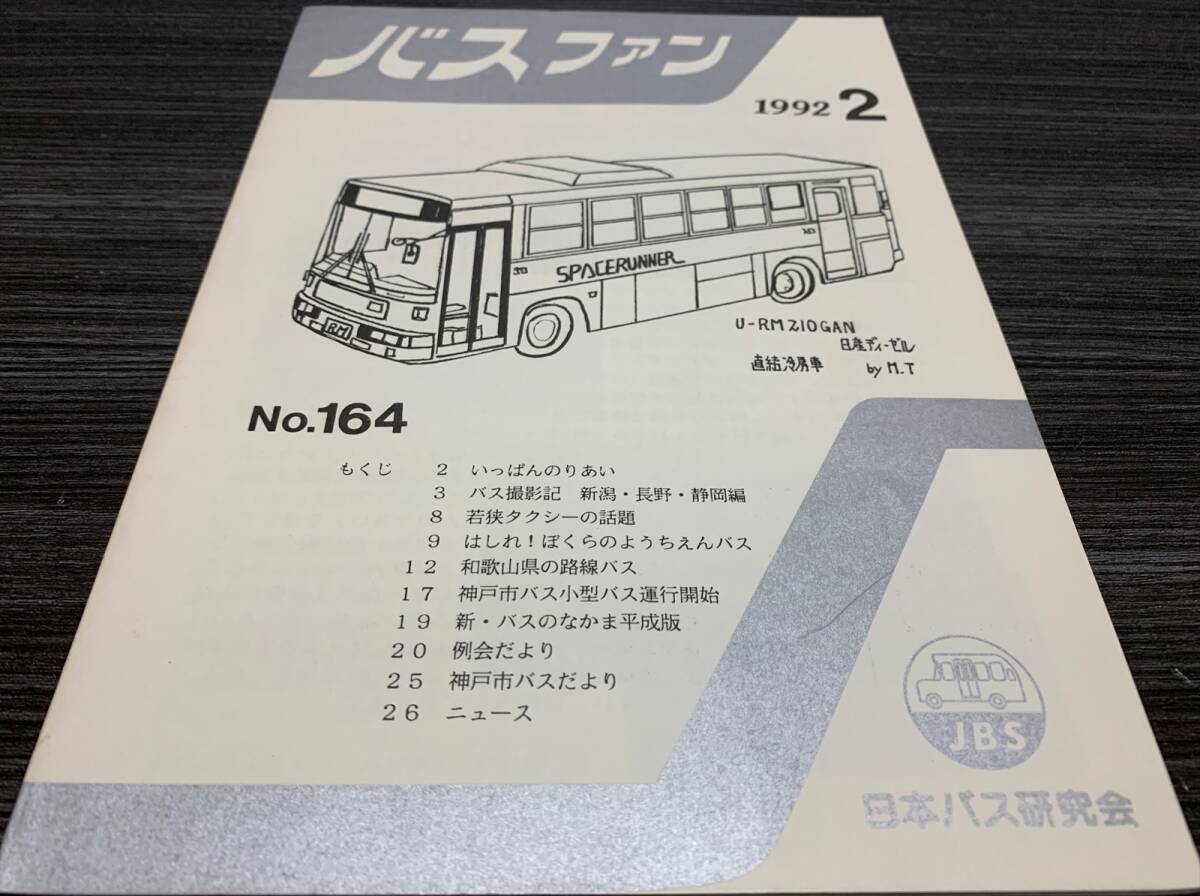 バスファン
1992 2
SPACERUNNER
RM
U-RM210GAN
日産ディーゼル
直結冷房車 by M.T
No.164
もくじ 2 いっぱんのりあい
3 バス撮影記 新潟・長野・静岡編
8 若狭タクシーの話題
9 はしれ！ぼくらのようちえんバス
12 和歌山県の路線バス
17 神戸市バス小型バス運行開始
19 新・バスのなかま平成版
20 例会だより
25 神戸市バスだより
26 ニュース
JBS
日本バス研究会